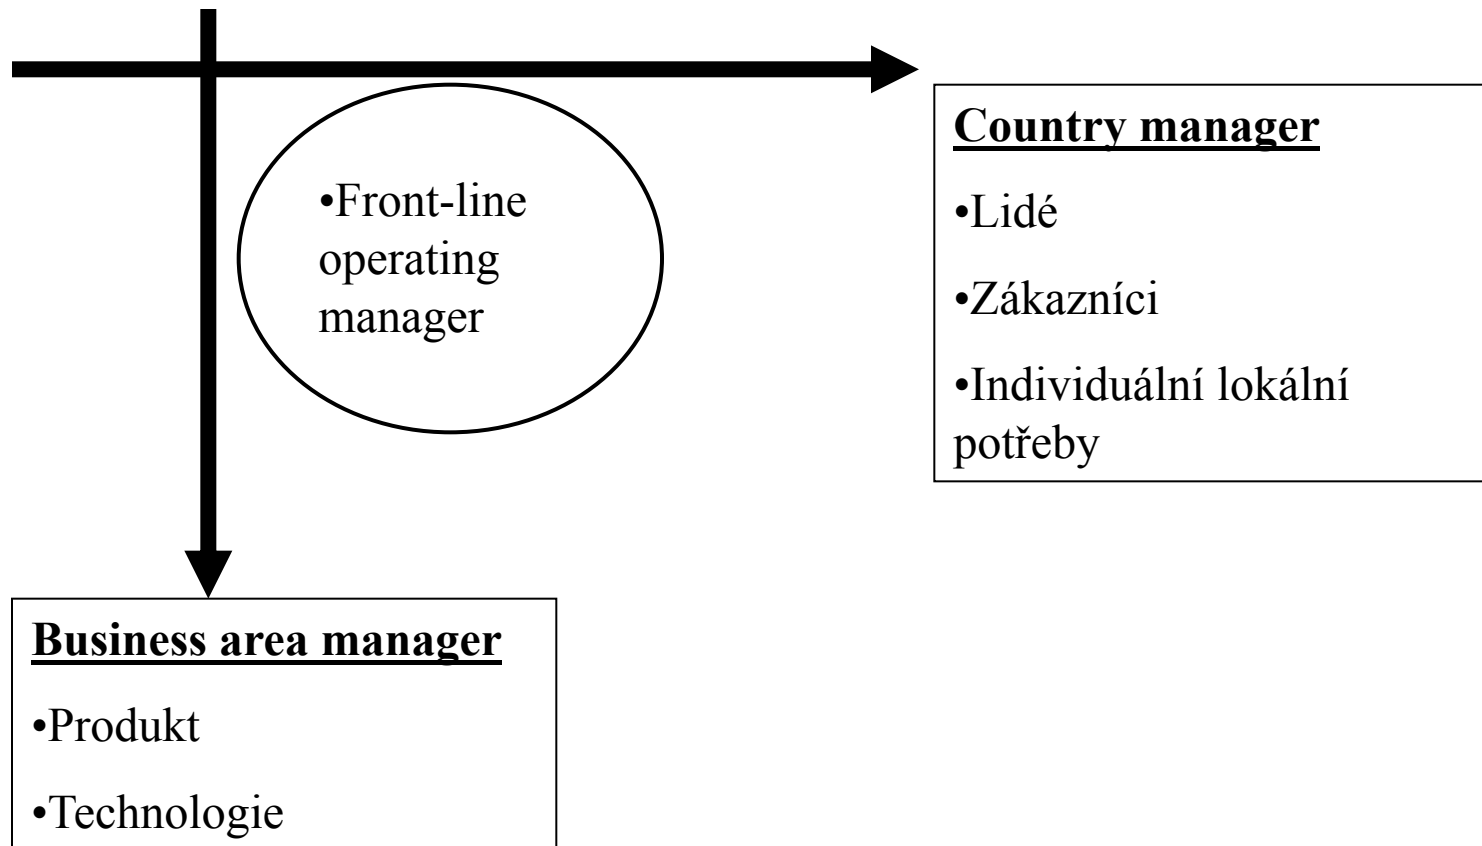 •Front-line
operating
manager
Country manager
•Lidé
•Zákazníci
•Individuální lokální
potřeby
Business area manager
•Produkt
•Technologie